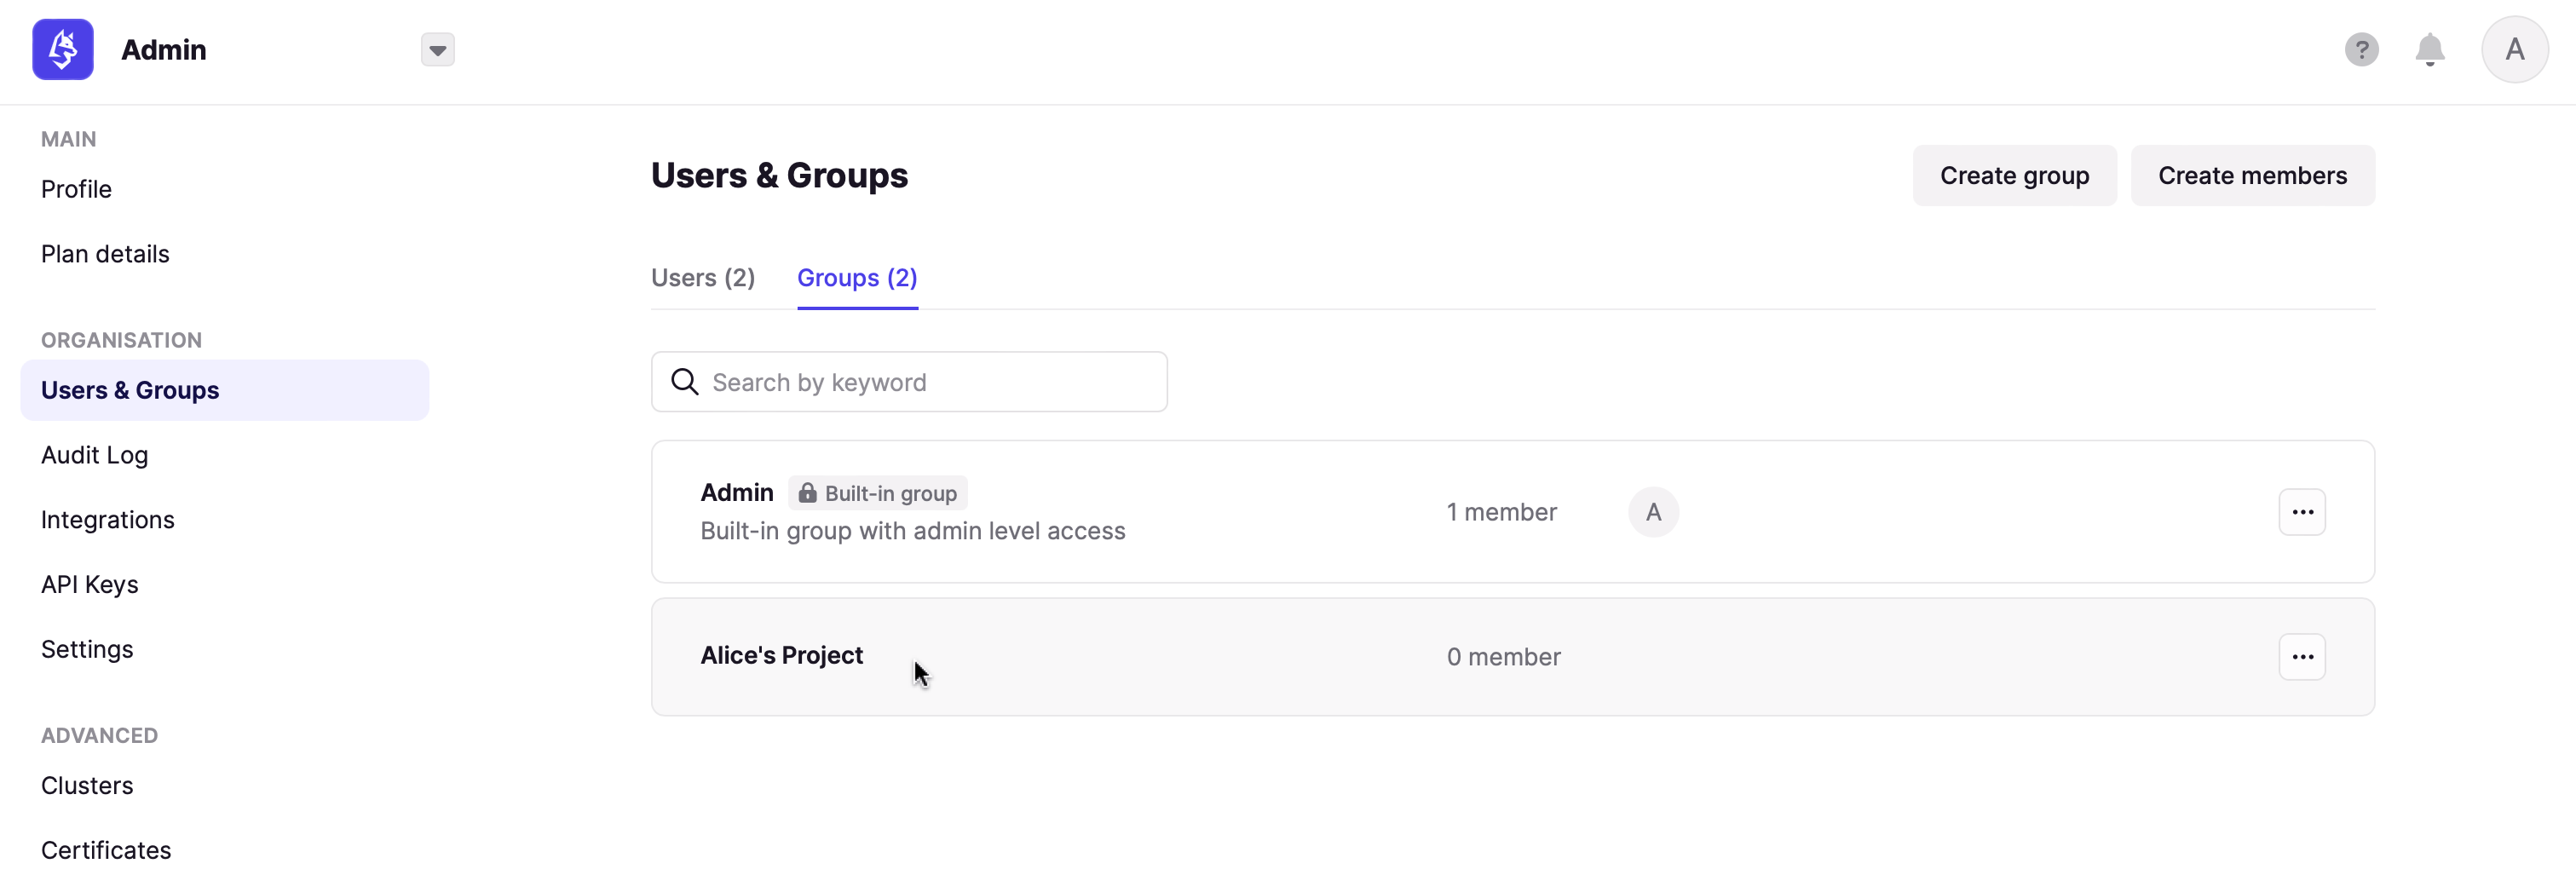 Admin
?
A
MAIN
Profile
Plan details
ORGANISATION
Users & Groups
Audit Log
Integrations
API Keys
Settings
ADVANCED
Clusters
Certificates
Users & Groups
Create group
Create members
Users (2)
Groups (2)
Search by keyword
Admin
Built-in group
Built-in group with admin level access
1 member
A
Alice's Project
0 member